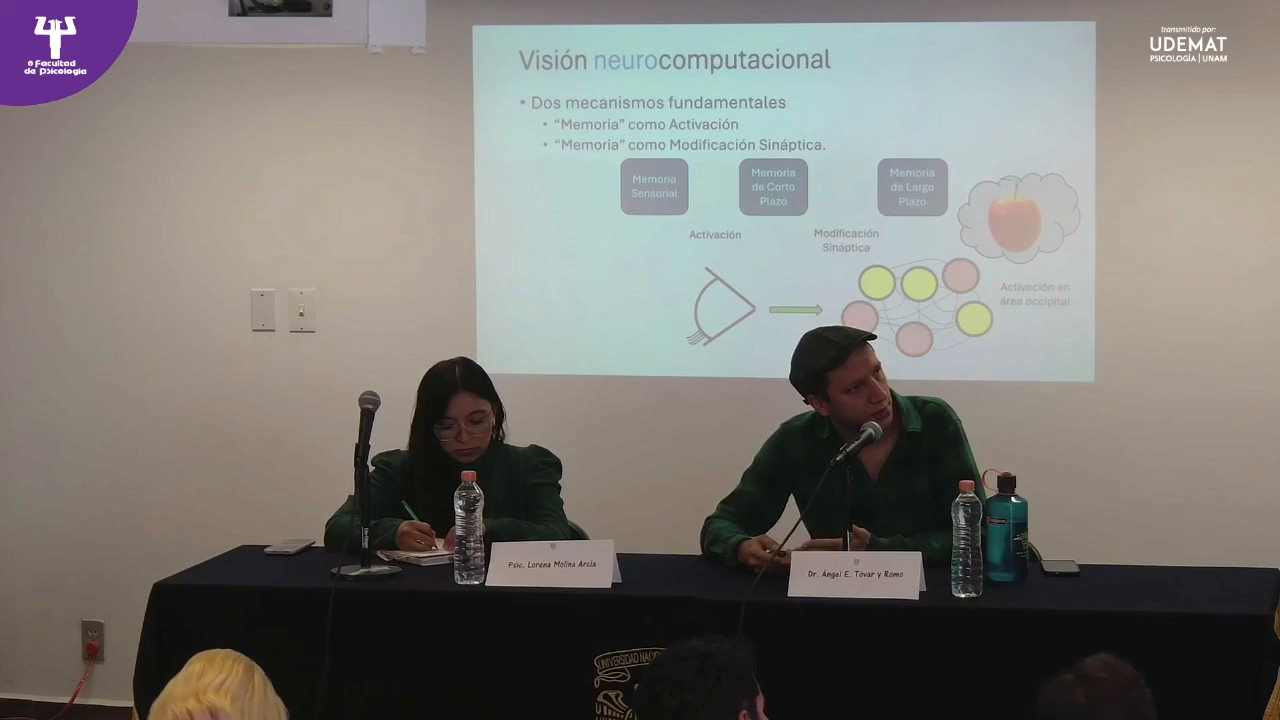 Facultad
de Psicología
transmitido por:
UDEMAT
PSICOLOGÍA | UNAM
Visión neurocomputacional
• Dos mecanismos fundamentales
• “Memoria” como Activación
• “Memoria” como Modificación Sináptica.
Memoria
Sensorial
Memoria
de Corto
Plazo
Memoria
de Largo
Plazo
Activación
Modificación
Sináptica
Activación en
área occipital
Psic. Lorena Molina Arcia
Dr. Ángel E. Tovar y Romo
UNIVERSIDAD NACI